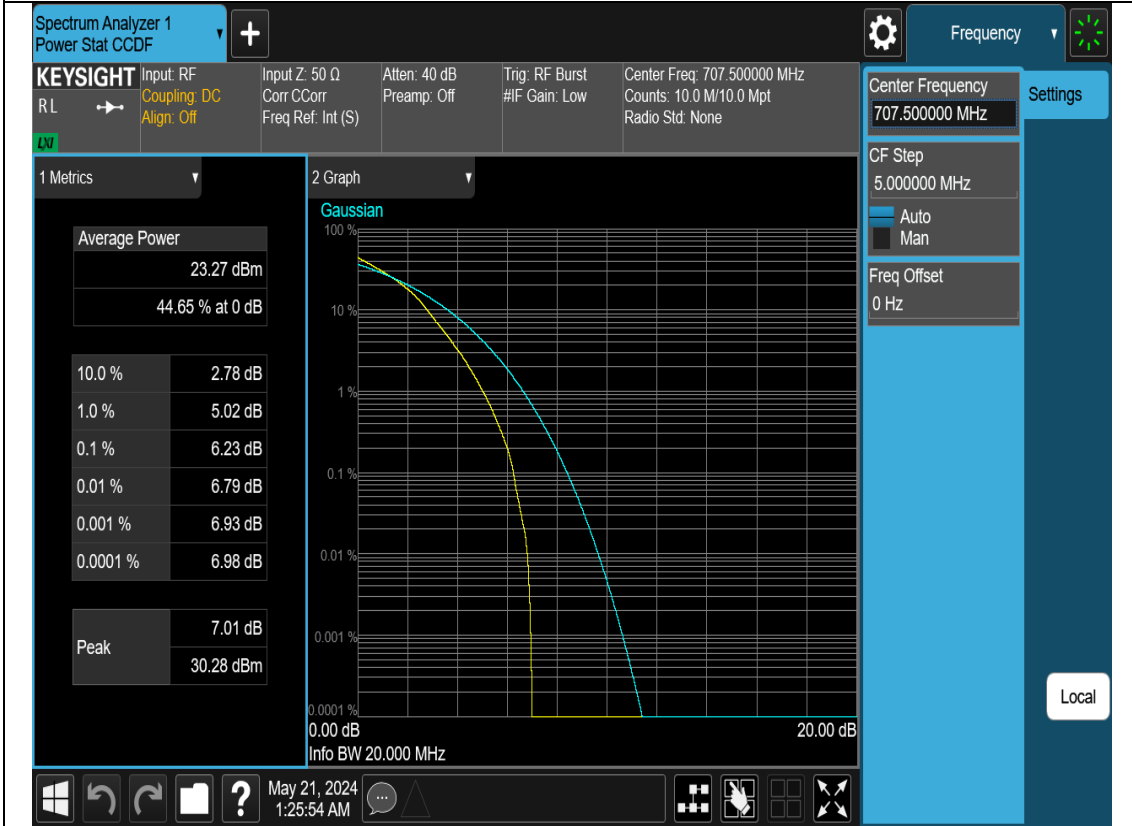 Spectrum Analyzer 1
Power Stat CCDF
Frequency
KEYSIGHT
RL
LXI
Input: RF
Coupling: DC
Align: Off
Input Z: 50 Ω
Corr CCorr
Freq Ref: Int (S)
Atten: 40 dB
Preamp: Off
Trig: RF Burst
#IF Gain: Low
Center Freq: 707.500000 MHz
Counts: 10.0 M/10.0 Mpt
Radio Std: None
Center Frequency
707.500000 MHz
Settings
CF Step
5.000000 MHz
Auto
Man
Freq Offset
0 Hz
1 Metrics
Average Power
23.27 dBm
44.65 % at 0 dB
10.0 % 2.78 dB
1.0 % 5.02 dB
0.1 % 6.23 dB
0.01 % 6.79 dB
0.001 % 6.93 dB
0.0001 % 6.98 dB
Peak
7.01 dB
30.28 dBm
2 Graph
Gaussian
100 %
10 %
1 %
0.1 %
0.01 %
0.001 %
0.0001 %
0.00 dB 20.00 dB
Info BW 20.000 MHz
Local
?
May 21, 2024
1:25:54 AM